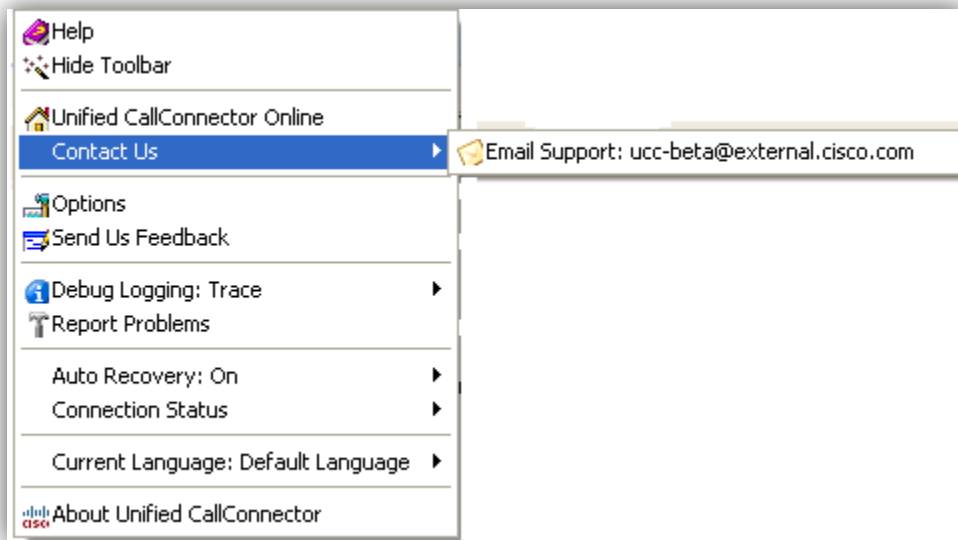 Help
Hide Toolbar
Unified CallConnector Online
Contact Us
Email Support: ucc-beta@external.cisco.com
Options
Send Us Feedback
Debug Logging: Trace
Report Problems
Auto Recovery: On
Connection Status
Current Language: Default Language
cisco About Unified CallConnector